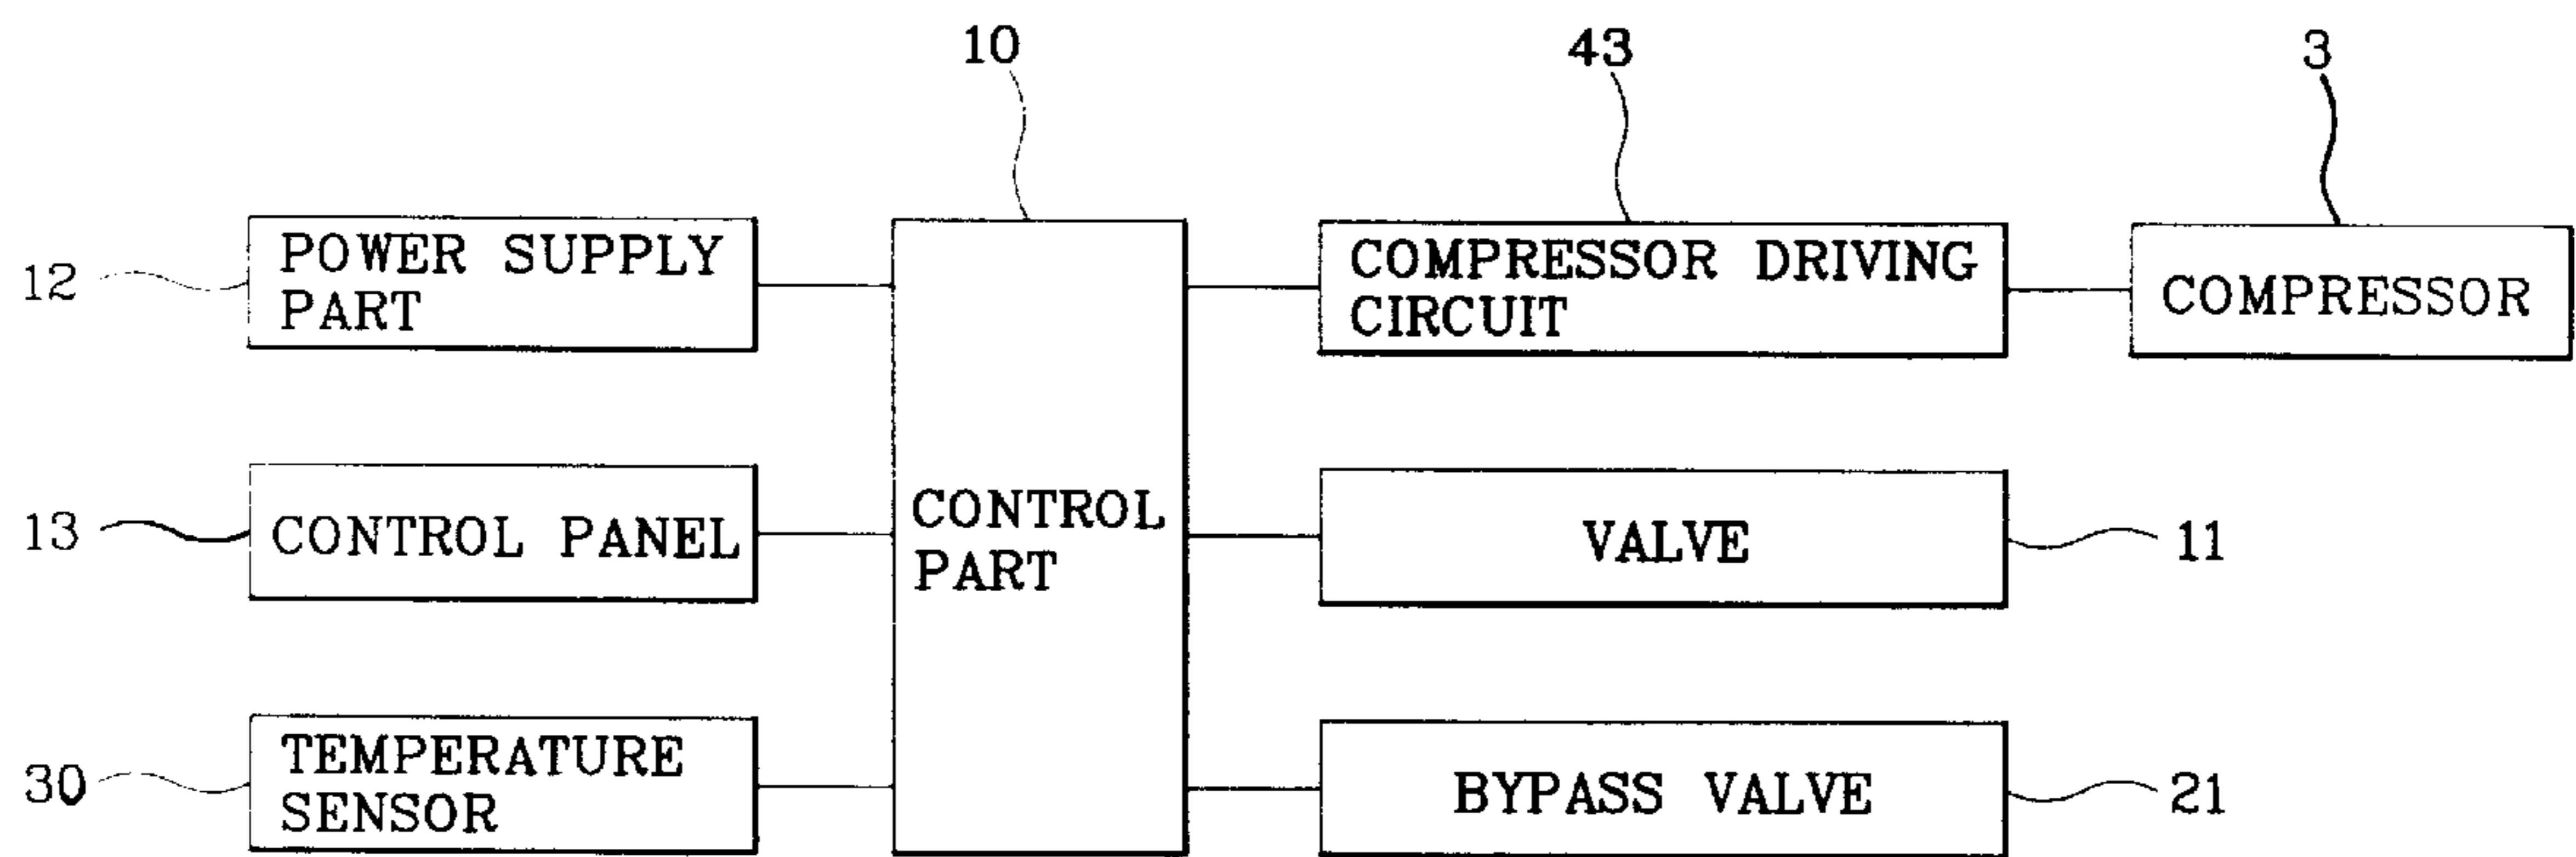 10
43
3
12
POWER SUPPLY
PART
COMPRESSOR DRIVING
CIRCUIT
COMPRESSOR
13
CONTROL PANEL
CONTROL
PART
VALVE
11
30
TEMPERATURE
SENSOR
BYPASS VALVE
21